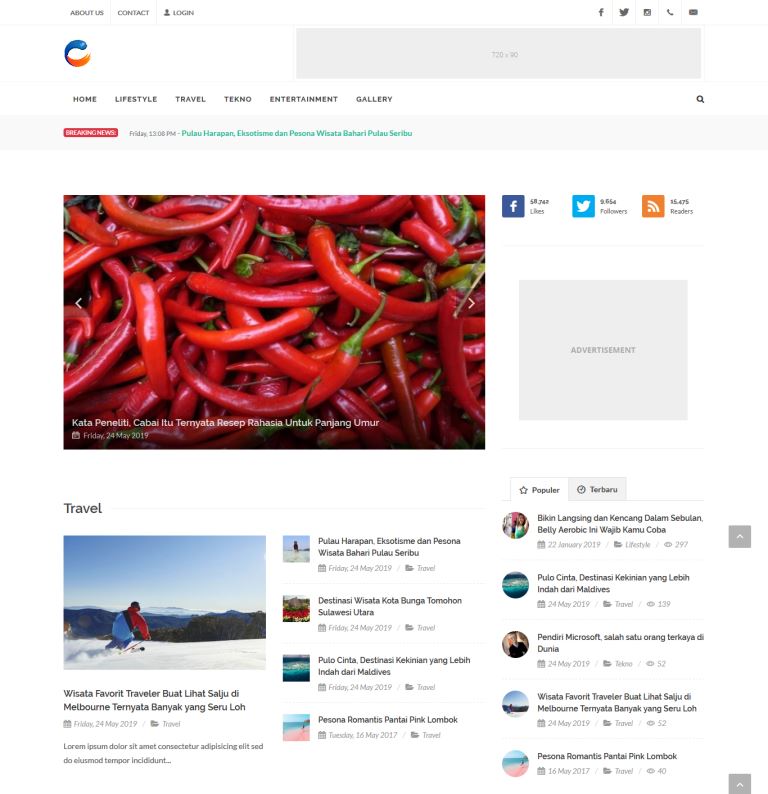 ABOUT US CONTACT LOGIN
720 x 90
HOME LIFESTYLE TRAVEL TEKNO ENTERTAINMENT GALLERY
BREAKING NEWS: Friday, 13:08 PM - Pulau Harapan, Eksotisme dan Pesona Wisata Bahari Pulau Seribu
58.742
Likes
9.654
Followers
15.475
Readers
Kata Peneliti, Cabai Itu Ternyata Resep Rahasia Untuk Panjang Umur
Friday, 24 May 2019
ADVERTISEMENT
Travel
Wisata Favorit Traveler Buat Lihat Salju di
Melbourne Ternyata Banyak yang Seru Loh
Friday, 24 May 2019 / Travel
Lorem ipsum dolor sit amet consectetur adipisicing elit sed
do eiusmod tempor incididunt...
Pulau Harapan, Eksotisme dan Pesona
Wisata Bahari Pulau Seribu
Friday, 24 May 2019 / Travel
Destinasi Wisata Kota Bunga Tomohon
Sulawesi Utara
Friday, 24 May 2019 / Travel
Pulo Cinta, Destinasi Kekinian yang Lebih
Indah dari Maldives
Friday, 24 May 2019 / Travel
Pesona Romantis Pantai Pink Lombok
Tuesday, 16 May 2017 / Travel
Populer Terbaru
Bikin Langsing dan Kencang Dalam Sebulan,
Belly Aerobic Ini Wajib Kamu Coba
22 January 2019 / Lifestyle / 297
Pulo Cinta, Destinasi Kekinian yang Lebih
Indah dari Maldives
24 May 2019 / Travel / 139
Pendiri Microsoft, salah satu orang terkaya di
Dunia
24 May 2019 / Tekno / 52
Wisata Favorit Traveler Buat Lihat Salju di
Melbourne Ternyata Banyak yang Seru Loh
24 May 2019 / Travel / 52
Pesona Romantis Pantai Pink Lombok
16 May 2017 / Travel / 40